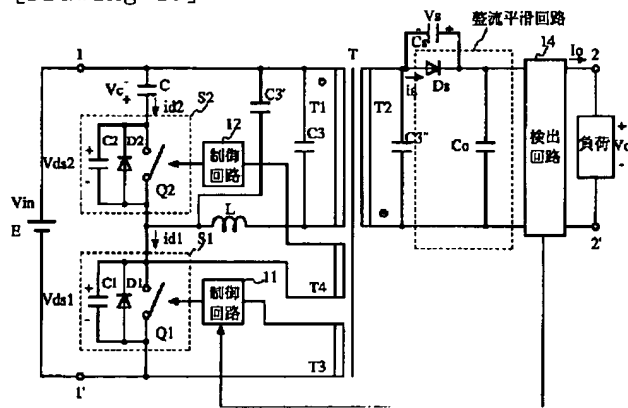 Vs
整流平滑回路
1
T
Cs
14
Io
2
Vc
C
S2
is
Ds
id2
C3'
T1
T2
12
C2
D2
C3
C3"
Co
検出
回路
負荷
Vo
Vds2
制御
回路
Q2
L
Vin
E
id1
S1
2'
11
C1
D1
制御
回路
T4
Vds1
Q1
T3
1'